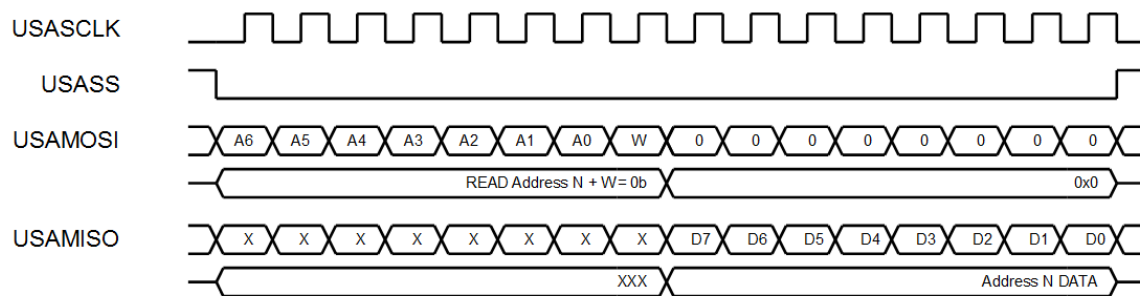 USASCLK
USASS
USAMOSI A6 A5 A4 A3 A2 A1 A0 W 0 0 0 0 0 0 0 0
READ Address N + W= 0b 0x0
USAMISO X X X X X X X X D7 D6 D5 D4 D3 D2 D1 D0
XXX Address N DATA